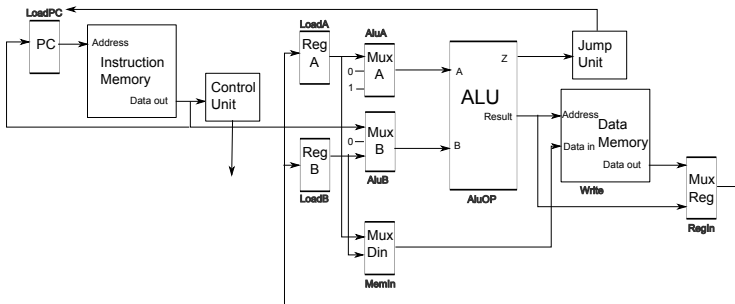 LoadPC
PC
Address
Instruction
Memory
Data out
Control
Unit
LoadA
Reg
A
Reg
B
LoadB
AluA
Mux
A
0
1
Mux
B
0
AluB
Mux
Din
MemIn
A
B
ALU
Z
Result
AluOP
Jump
Unit
Address
Data in
Data
Memory
Data out
Write
Mux
Reg
RegIn